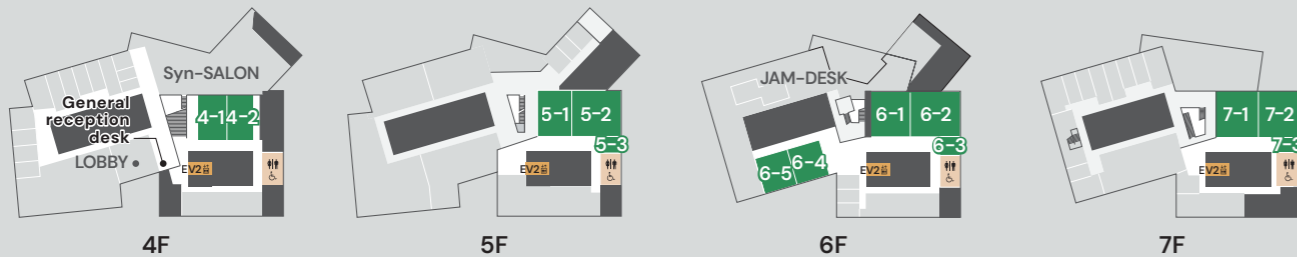 Syn-SALON
General
reception
desk
LOBBY
4-1
4-2
EV2
4F
5-1
5-2
5-3
EV2
5F
JAM-DESK
6-1
6-2
6-3
6-4
6-5
EV2
6F
7-1
7-2
7-3
EV2
7F